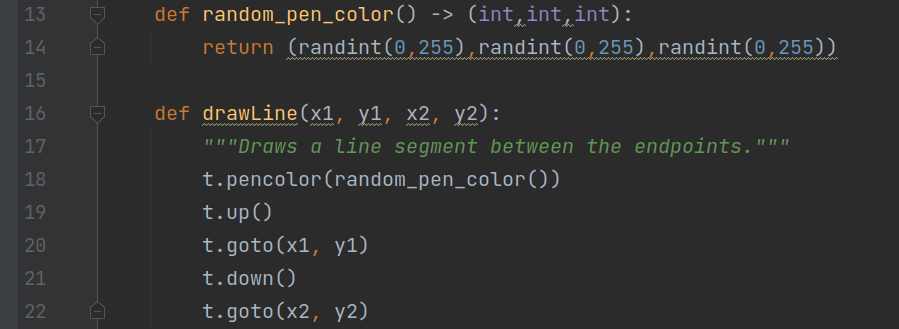 13 def random_pen_color() -> (int,int,int):
14 return (randint(0,255),randint(0,255),randint(0,255))
15
16 def drawLine(x1, y1, x2, y2):
17 """Draws a line segment between the endpoints."""
18 t.pencolor(random_pen_color())
19 t.up()
20 t.goto(x1, y1)
21 t.down()
22 t.goto(x2, y2)